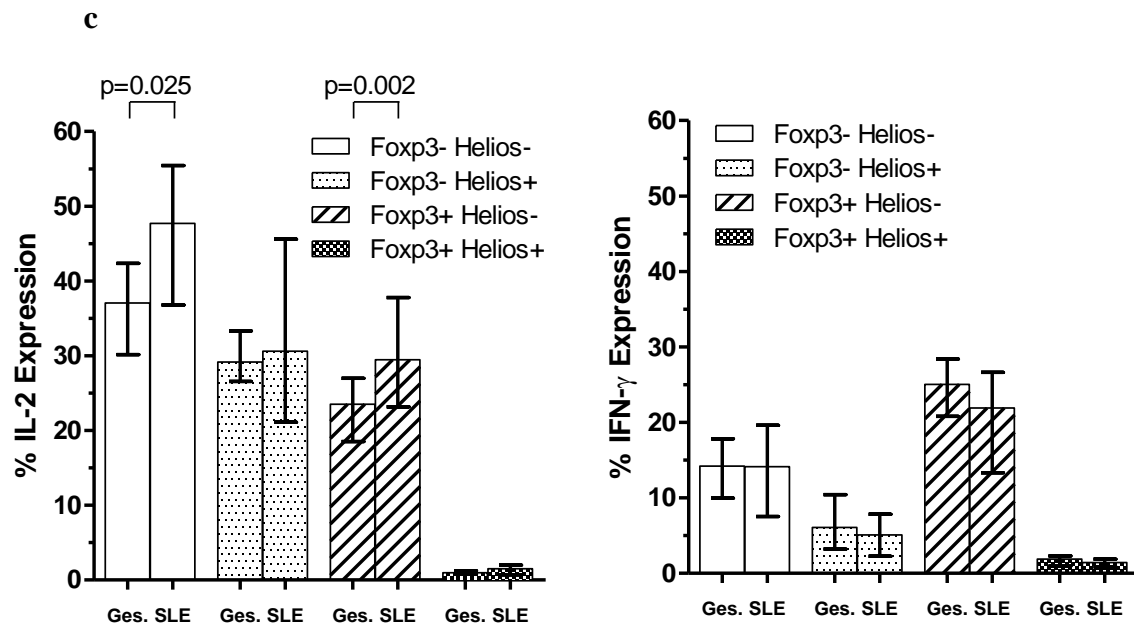 c
p=0.025
p=0.002
% IL-2 Expression
60
50
40
30
20
10
0
Foxp3- Helios-
Foxp3- Helios+
Foxp3+ Helios-
Foxp3+ Helios+
Ges. SLE Ges. SLE Ges. SLE Ges. SLE
% IFN-γ Expression
60
50
40
30
20
10
0
Foxp3- Helios-
Foxp3- Helios+
Foxp3+ Helios-
Foxp3+ Helios+
Ges. SLE Ges. SLE Ges. SLE Ges. SLE